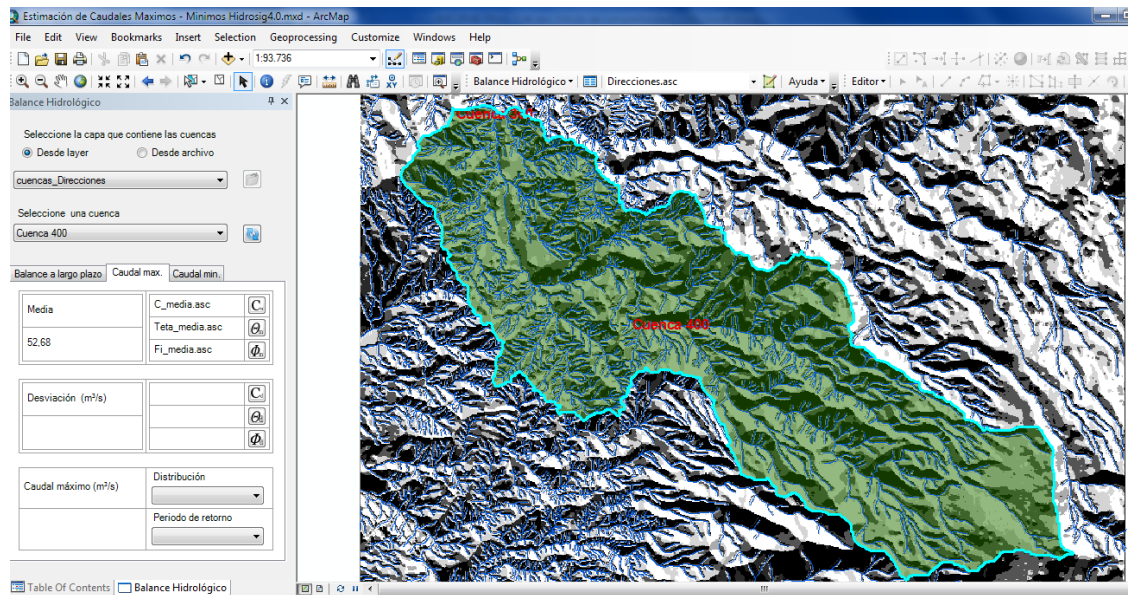 Estimación de Caudales Maximos - Minimos Hidrosig4.0.mxd - ArcMap
File Edit View Bookmarks Insert Selection Geoprocessing Customize Windows Help
1:93.736
Balance Hidrológico Direcciones.asc Ayuda Editor
Balance Hidrológico
Seleccione la capa que contiene las cuencas
Desde layer Desde archivo
cuencas_Direcciones
Seleccione una cuenca
Cuenca 400
Balance a largo plazo Caudal max. Caudal min.
Media C_media.asc
Teta_media.asc
52,68 Fi_media.asc
Desviación (m³/s)
Caudal máximo (m³/s) Distribución
Periodo de retorno
Table Of Contents Balance Hidrológico
Cuenca
Cuenca 400